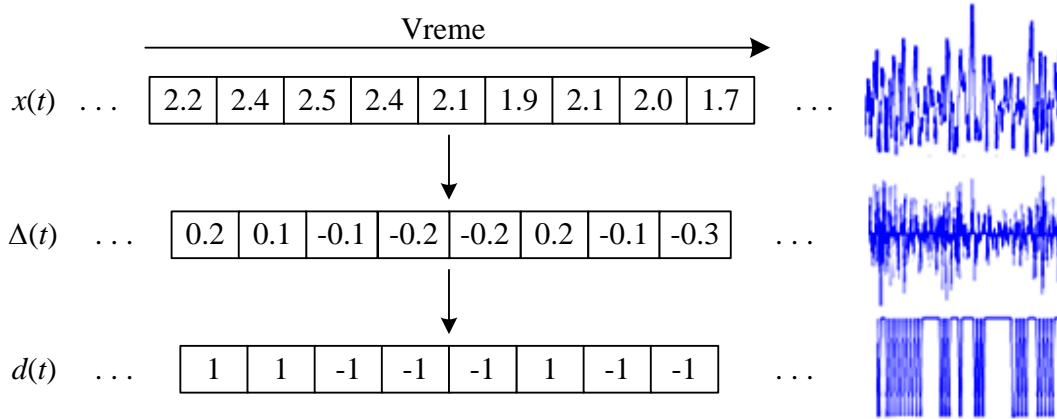 Vreme
x(t) . . . 2.2 2.4 2.5 2.4 2.1 1.9 2.1 2.0 1.7 . . .
Δ(t) . . . 0.2 0.1 -0.1 -0.2 -0.2 0.2 -0.1 -0.3 . . .
d(t) . . . 1 1 -1 -1 -1 1 -1 -1 . . .